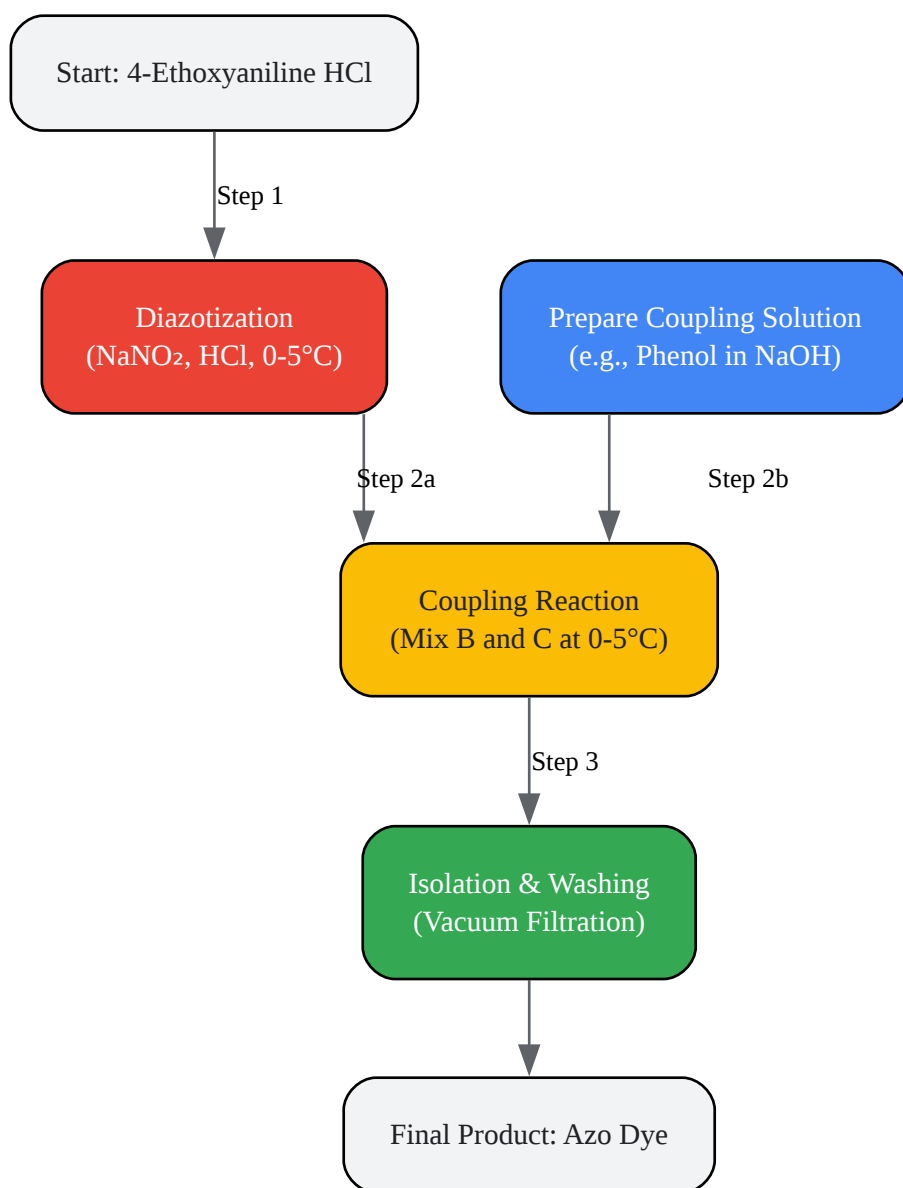 Start: 4-Ethoxyaniline HCl
Step 1
Diazotization
(NaNO₂, HCl, 0-5°C)
Prepare Coupling Solution
(e.g., Phenol in NaOH)
Step 2a
Step 2b
Coupling Reaction
(Mix B and C at 0-5°C)
Step 3
Isolation & Washing
(Vacuum Filtration)
Final Product: Azo Dye